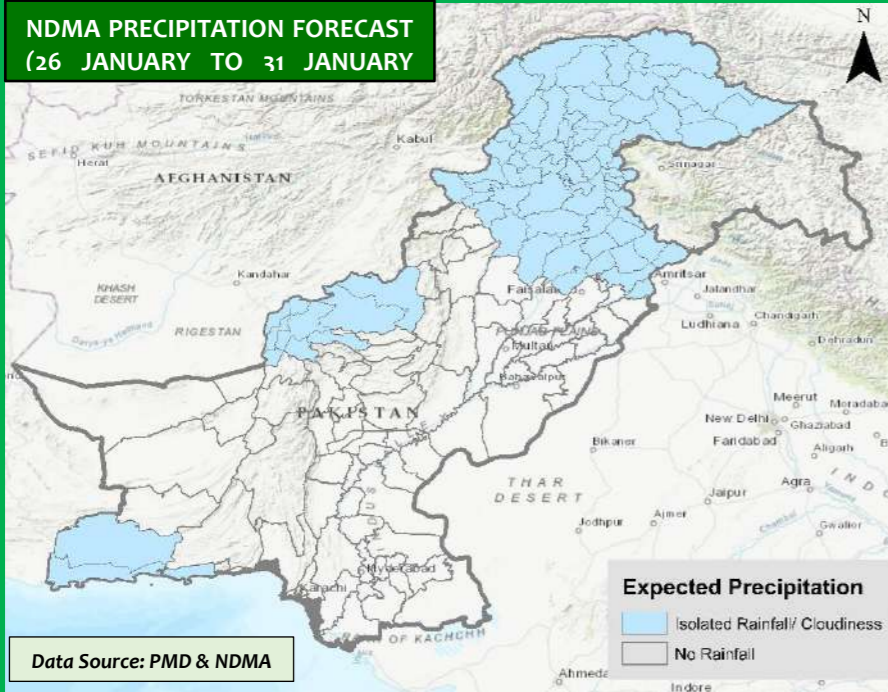 NDMA PRECIPITATION FORECAST
(26 JANUARY TO 31 JANUARY
N
TORKESTAN MOUNTAINS
Kabul
SEFID KUH MOUNTAINS
Herat
AFGHANISTAN
Srinagar
Kandahar
KHASH
DESERT
RIGESTAN
Amritsar
Jalandhar
Chandigarh
Ludhiana
Dehradun
Multan
Bahawalpur
PAKISTAN
Meerut
Moradabad
New Delhi
Ghaziabad
Faridabad
Bikaner
Aligarh
THAR
DESERT
Agra
Jaipur
Jodhpur
Ajmer
Gwalior
Hyderabad
Karachi
OF KACHCHH
Expected Precipitation
Isolated Rainfall/ Cloudiness
No Rainfall
Data Source: PMD & NDMA
Ahmeda
Indore